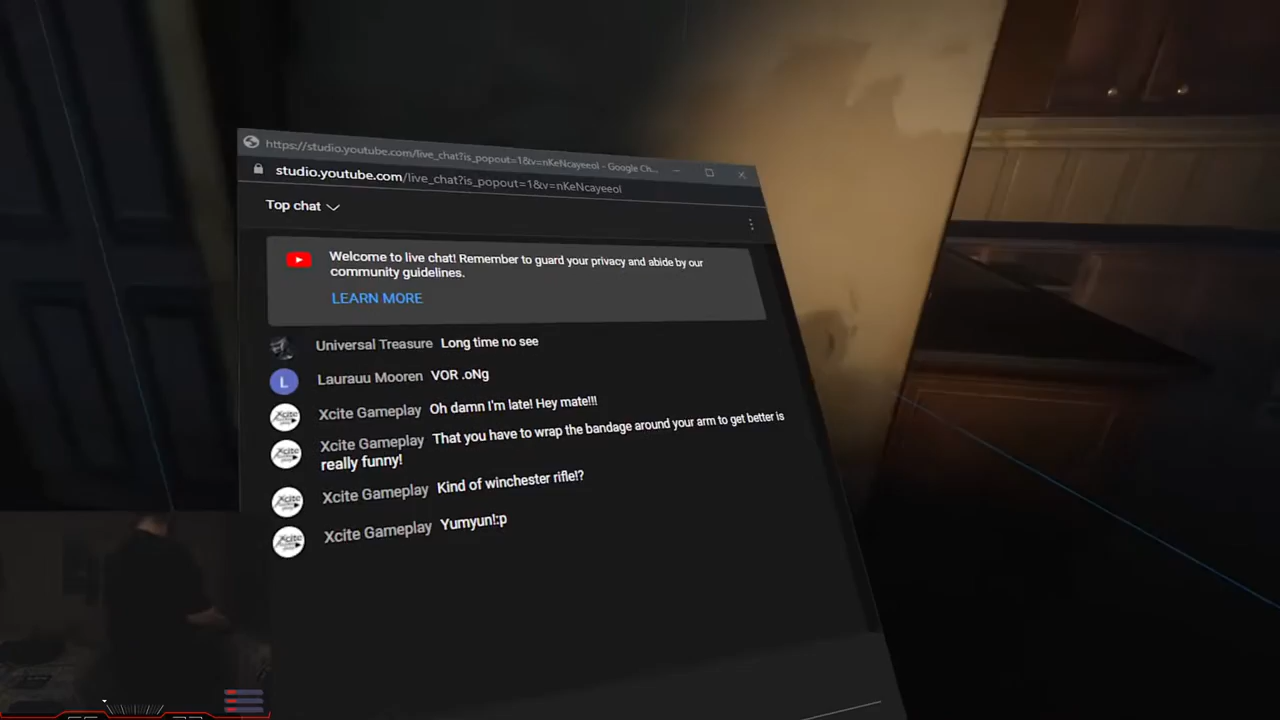 https://studio.youtube.com/live_chat?is_popout=1&v=nKeNcayeeoI - Google Ch...
studio.youtube.com/live_chat?is_popout=1&v=nKeNcayeeoI
Top chat
Welcome to live chat! Remember to guard your privacy and abide by our
community guidelines.
LEARN MORE
Universal Treasure Long time no see
L Laurauu Mooren VOR .oNg
Xcite Gameplay Oh damn I'm late! Hey mate!!!
Xcite Gameplay That you have to wrap the bandage around your arm to get better is
really funny!
Xcite Gameplay Kind of winchester rifle!?
Xcite Gameplay Yumyun!:p